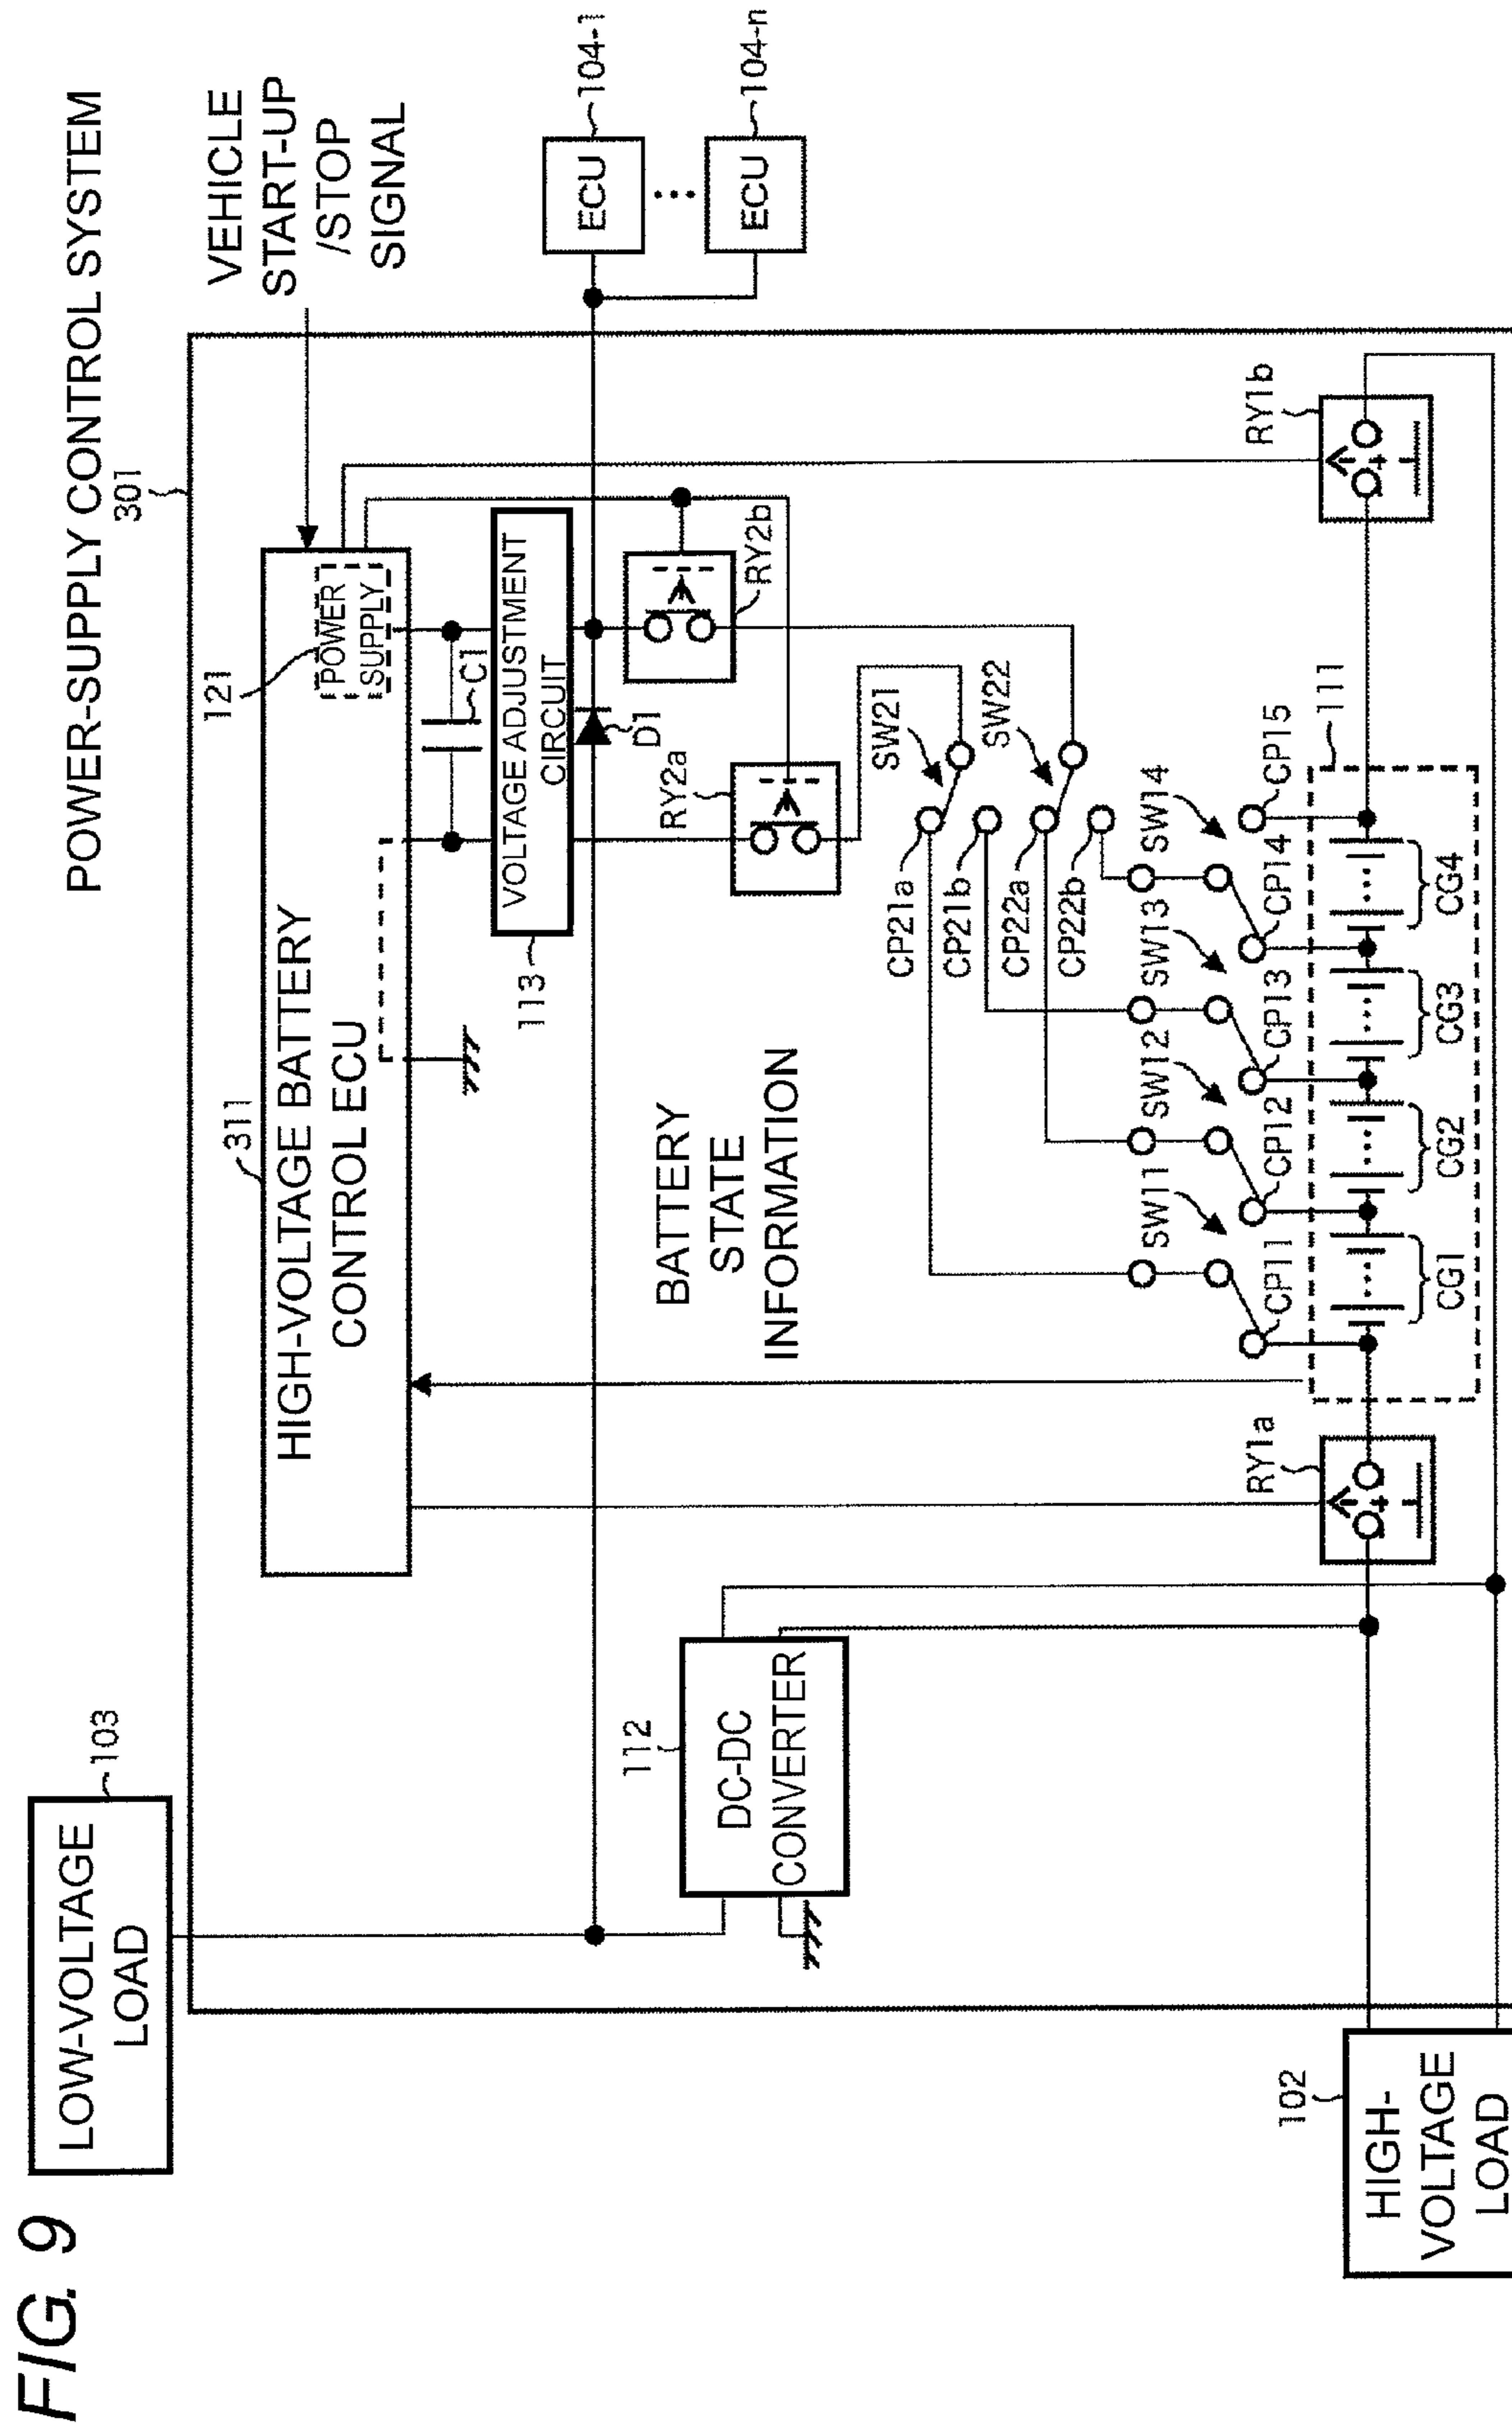 FIG. 9
POWER-SUPPLY CONTROL SYSTEM
301
LOW-VOLTAGE
LOAD
103
VEHICLE
START-UP
/STOP
SIGNAL
311
HIGH-VOLTAGE BATTERY
CONTROL ECU
121
POWER
SUPPLY
C1
113
VOLTAGE ADJUSTMENT
CIRCUIT
D1
ECU
104-1
ECU
104-n
RY2a
RY2b
112
DC-DC
CONVERTER
BATTERY
STATE
INFORMATION
SW21
SW22
CP21a
CP21b
CP22a
CP22b
SW11
SW12
SW13
SW14
CP11
CP12
CP13
CP14
CP15
RY1a
RY1b
111
CG1
CG2
CG3
CG4
102
HIGH-
VOLTAGE
LOAD